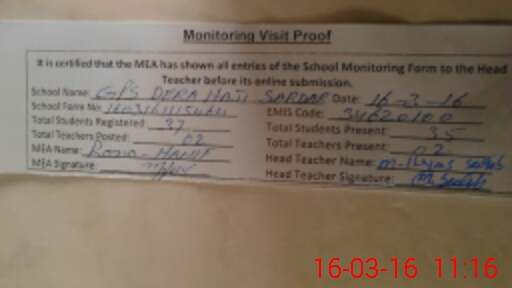 Monitoring Visit Proof
It is certified that the MEA has shown all entries of the School Monitoring Form to the Head
Teacher before its online submission.
School Name: GPS DERA HAJI SARDAR Date: 16-3-16
School Form No: EMIS Code:
Total Students Registered: 37 Total Students Present: 35
Total Teachers Posted: 02 Total Teachers Present: 02
MEA Name: Head Teacher Name: M. Ilyas
MEA Signature: Head Teacher Signature:
16-03-16 11:16